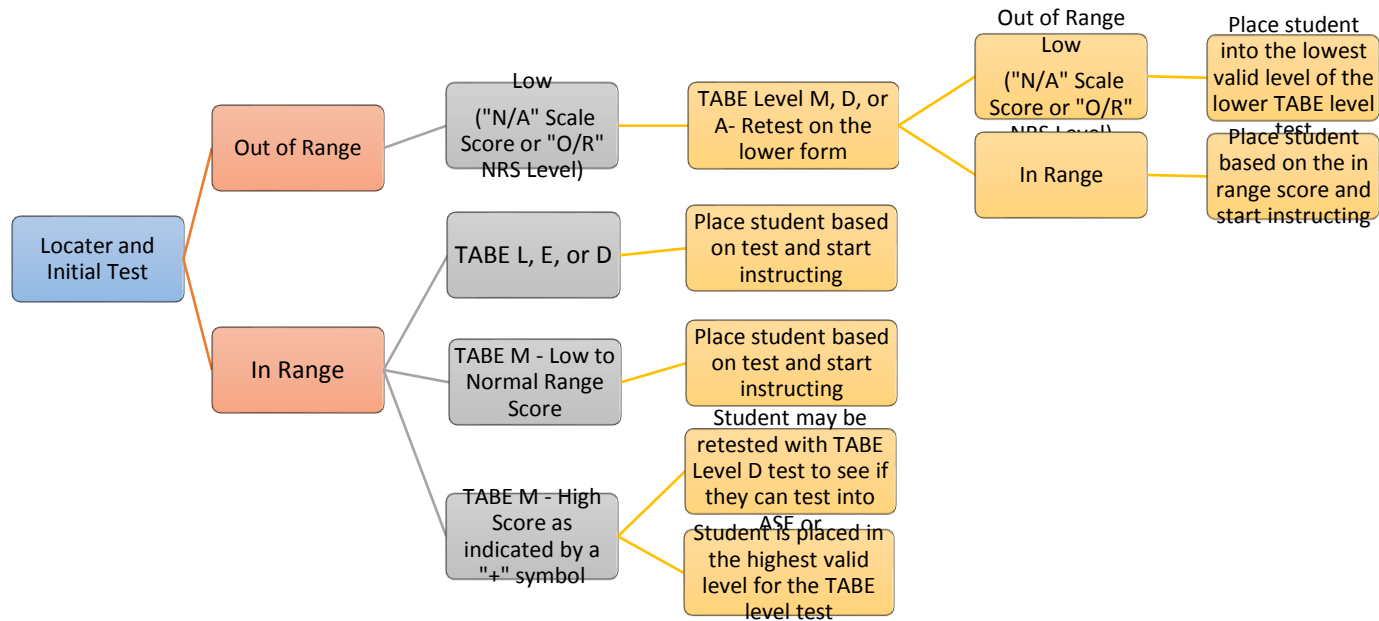 Locater and
Initial Test
Out of Range
Low
("N/A" Scale
Score or "O/R"
NRS Level)
TABE Level M, D, or
A- Retest on the
lower form
Out of Range
Low
("N/A" Scale
Score or "O/R"
NRS Level)
Place student
into the lowest
valid level of the
lower TABE level
test
In Range
Place student
based on the in
range score and
start instructing
In Range
TABE L, E, or D
Place student based
on test and start
instructing
TABE M - Low to
Normal Range
Score
Place student based
on test and start
instructing
TABE M - High
Score as
indicated by a
"+" symbol
Student may be
retested with TABE
Level D test to see if
they can test into
ASE or
Student is placed in
the highest valid
level for the TABE
level test